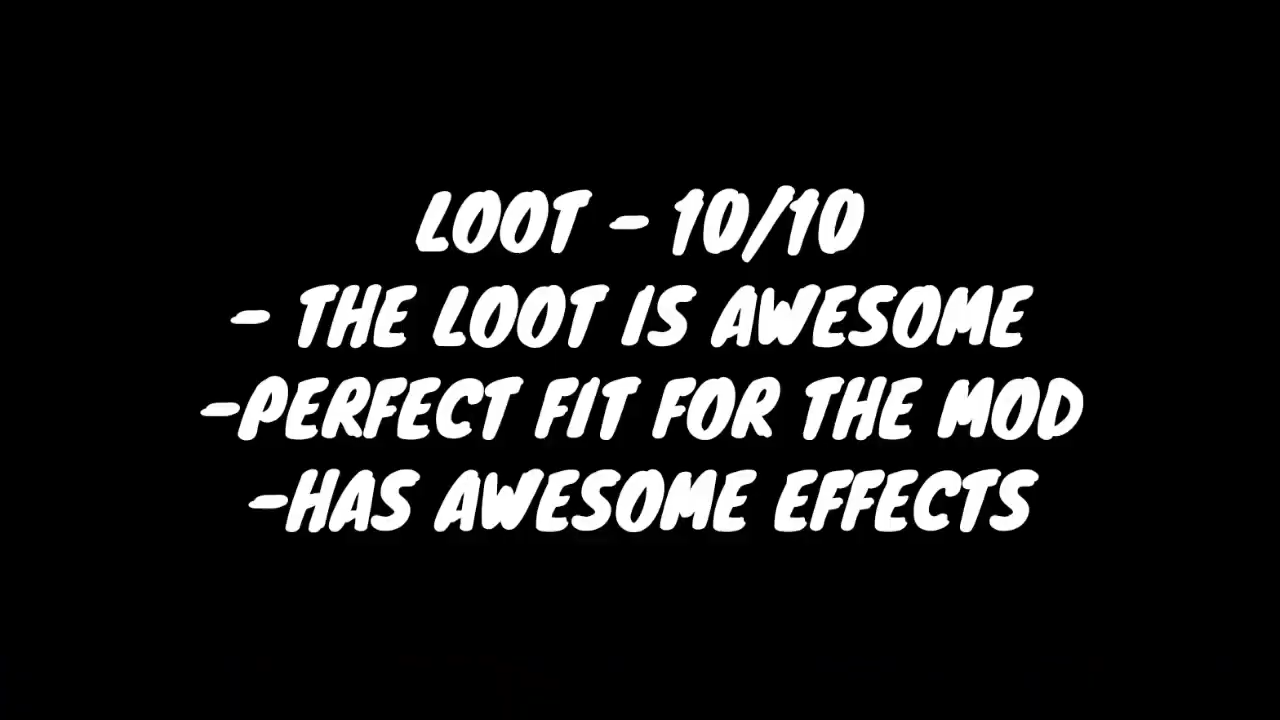 LOOT - 10/10
- THE LOOT IS AWESOME
-PERFECT FIT FOR THE MOD
-HAS AWESOME EFFECTS